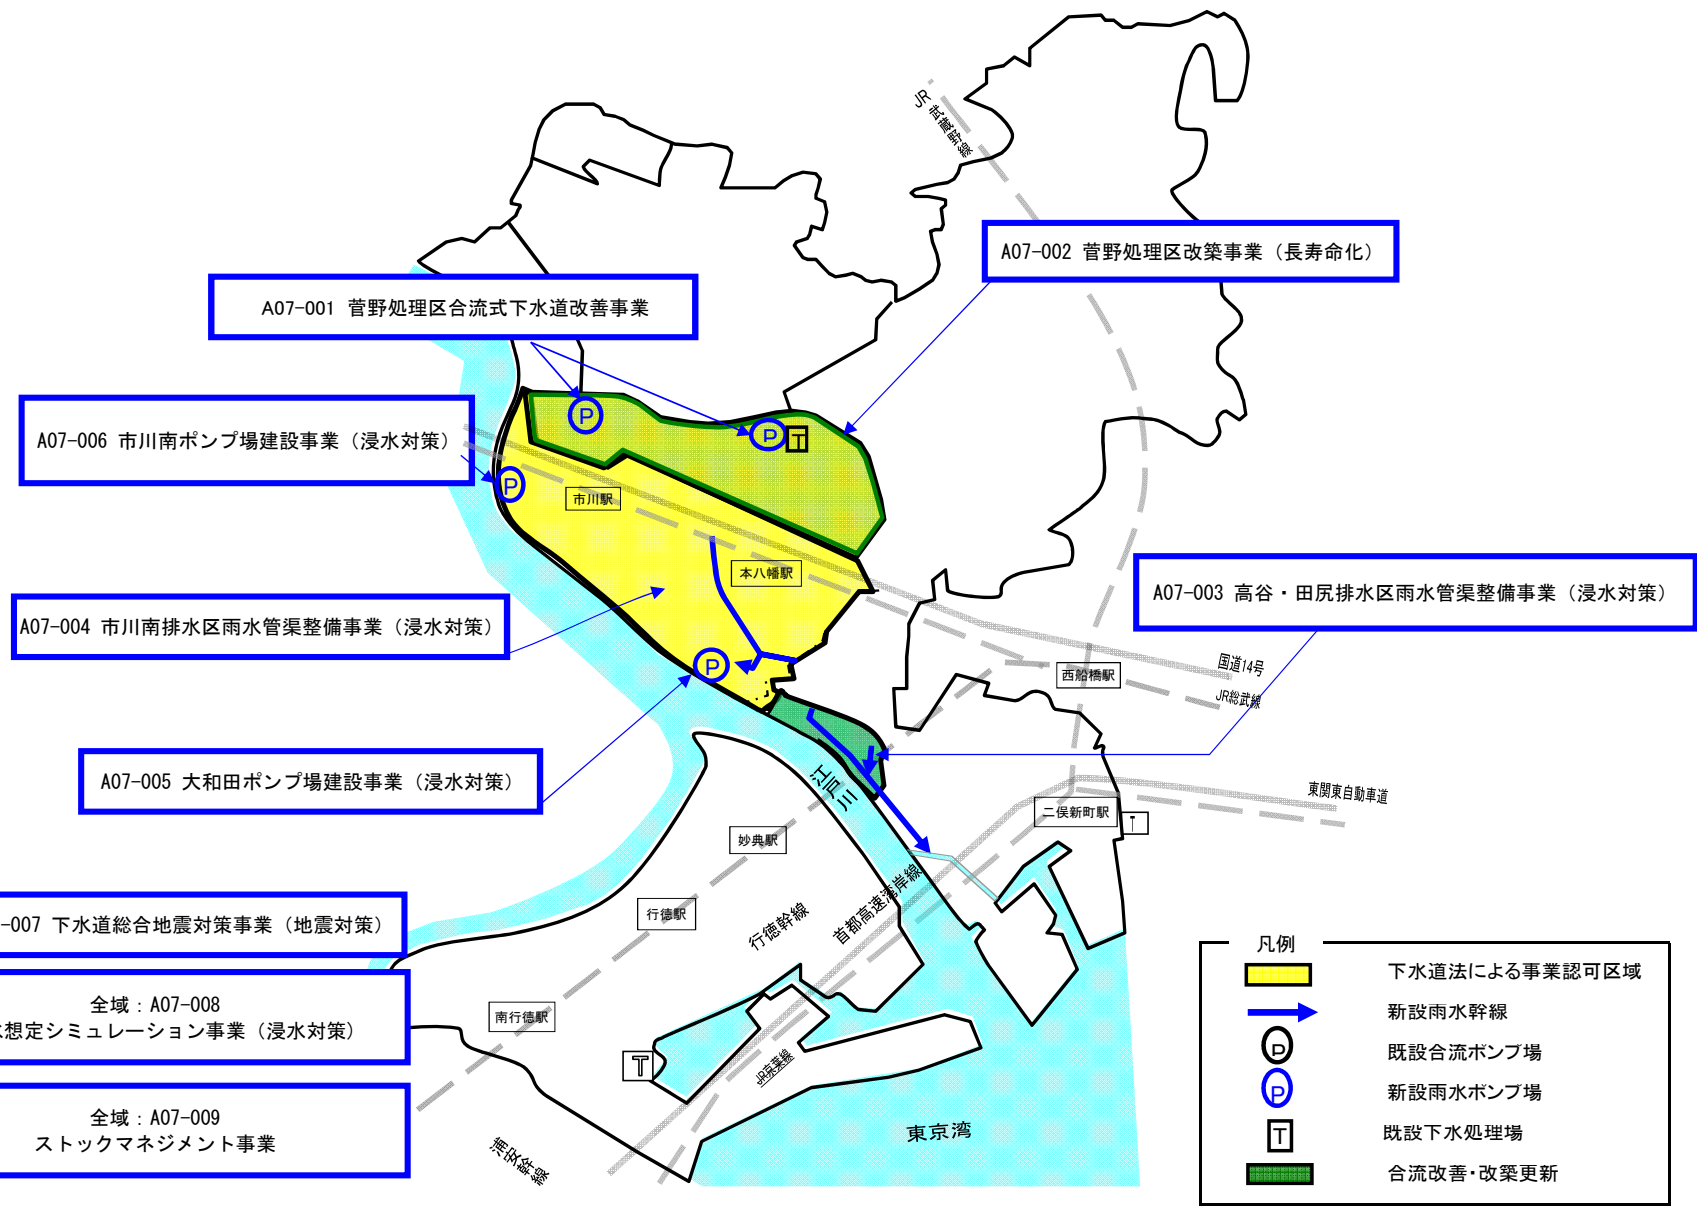 JR
武蔵野線
A07-002 菅野処理区改築事業（長寿命化）
A07-001 菅野処理区合流式下水道改善事業
A07-006 市川南ポンプ場建設事業（浸水対策）
P
P
T
P
市川駅
本八幡駅
A07-003 高谷・田尻排水区雨水管渠整備事業（浸水対策）
A07-004 市川南排水区雨水管渠整備事業（浸水対策）
P
国道14号
西船橋駅
JR総武線
A07-005 大和田ポンプ場建設事業（浸水対策）
江戸川
東関東自動車道
二俣新町駅
T
妙典駅
首都高速湾岸線
行徳駅
行徳幹線
-007 下水道総合地震対策事業（地震対策）
全域：A07-008
想定シミュレーション事業（浸水対策）
南行徳駅
T
JR京葉線
全域：A07-009
ストックマネジメント事業
浦安幹線
東京湾
凡例
下水道法による事業認可区域
新設雨水幹線
P 既設合流ポンプ場
P 新設雨水ポンプ場
T 既設下水処理場
合流改善・改築更新